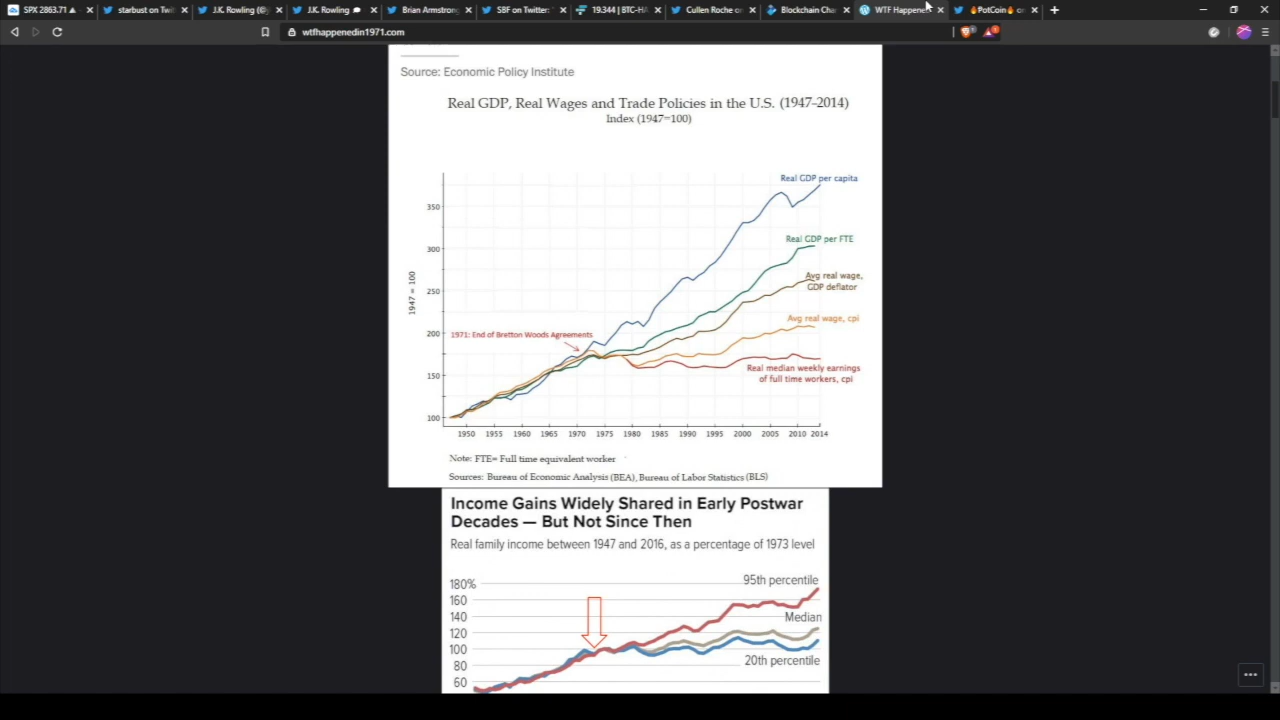 SPX 2863.71
starbust on Twit
J.K. Rowling (@
J.K. Rowling
Brian Armstrong
SBF on Twitter:
19.344 | BTC-HA
Cullen Roche on
Blockchain Cha
WTF Happene
PotCoin on
wtfhappenedin1971.com
Source: Economic Policy Institute
Real GDP, Real Wages and Trade Policies in the U.S. (1947-2014)
Index (1947=100)
Real GDP per capita
350
Real GDP per FTE
300
Avg real wage,
GDP deflator
1947 = 100
250
Avg real wage, cpi
200
1971: End of Bretton Woods Agreements
Real median weekly earnings
of full time workers, cpi
150
100
1950 1955 1960 1965 1970 1975 1980 1985 1990 1995 2000 2005 2010 2014
Note: FTE= Full time equivalent worker
Sources: Bureau of Economic Analysis (BEA), Bureau of Labor Statistics (BLS)
Income Gains Widely Shared in Early Postwar
Decades — But Not Since Then
Real family income between 1947 and 2016, as a percentage of 1973 level
180%
95th percentile
160
140
Median
120
100
20th percentile
80
60